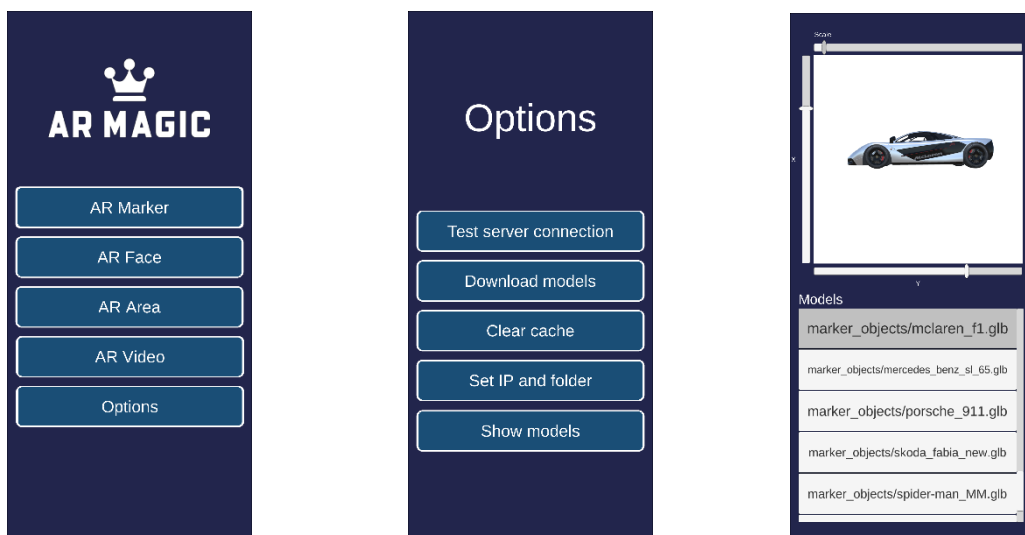 AR MAGIC
AR Marker
AR Face
AR Area
AR Video
Options
Options
Test server connection
Download models
Clear cache
Set IP and folder
Show models
Scale
X
Y
Models
marker_objects/mclaren_f1.glb
marker_objects/mercedes_benz_sl_65.glb
marker_objects/porsche_911.glb
marker_objects/skoda_fabia_new.glb
marker_objects/spider-man_MM.glb